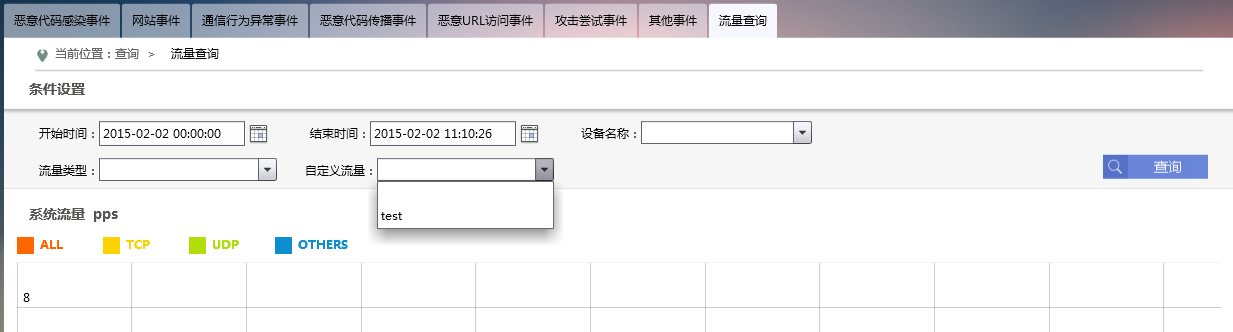 恶意代码感染事件 网站事件 通信行为异常事件 恶意代码传播事件 恶意URL访问事件 攻击尝试事件 其他事件 流量查询
当前位置：查询 > 流量查询
条件设置
开始时间： 2015-02-02 00:00:00 结束时间： 2015-02-02 11:10:26 设备名称：
流量类型： 自定义流量： 查询
test
系统流量 pps
ALL TCP UDP OTHERS
8